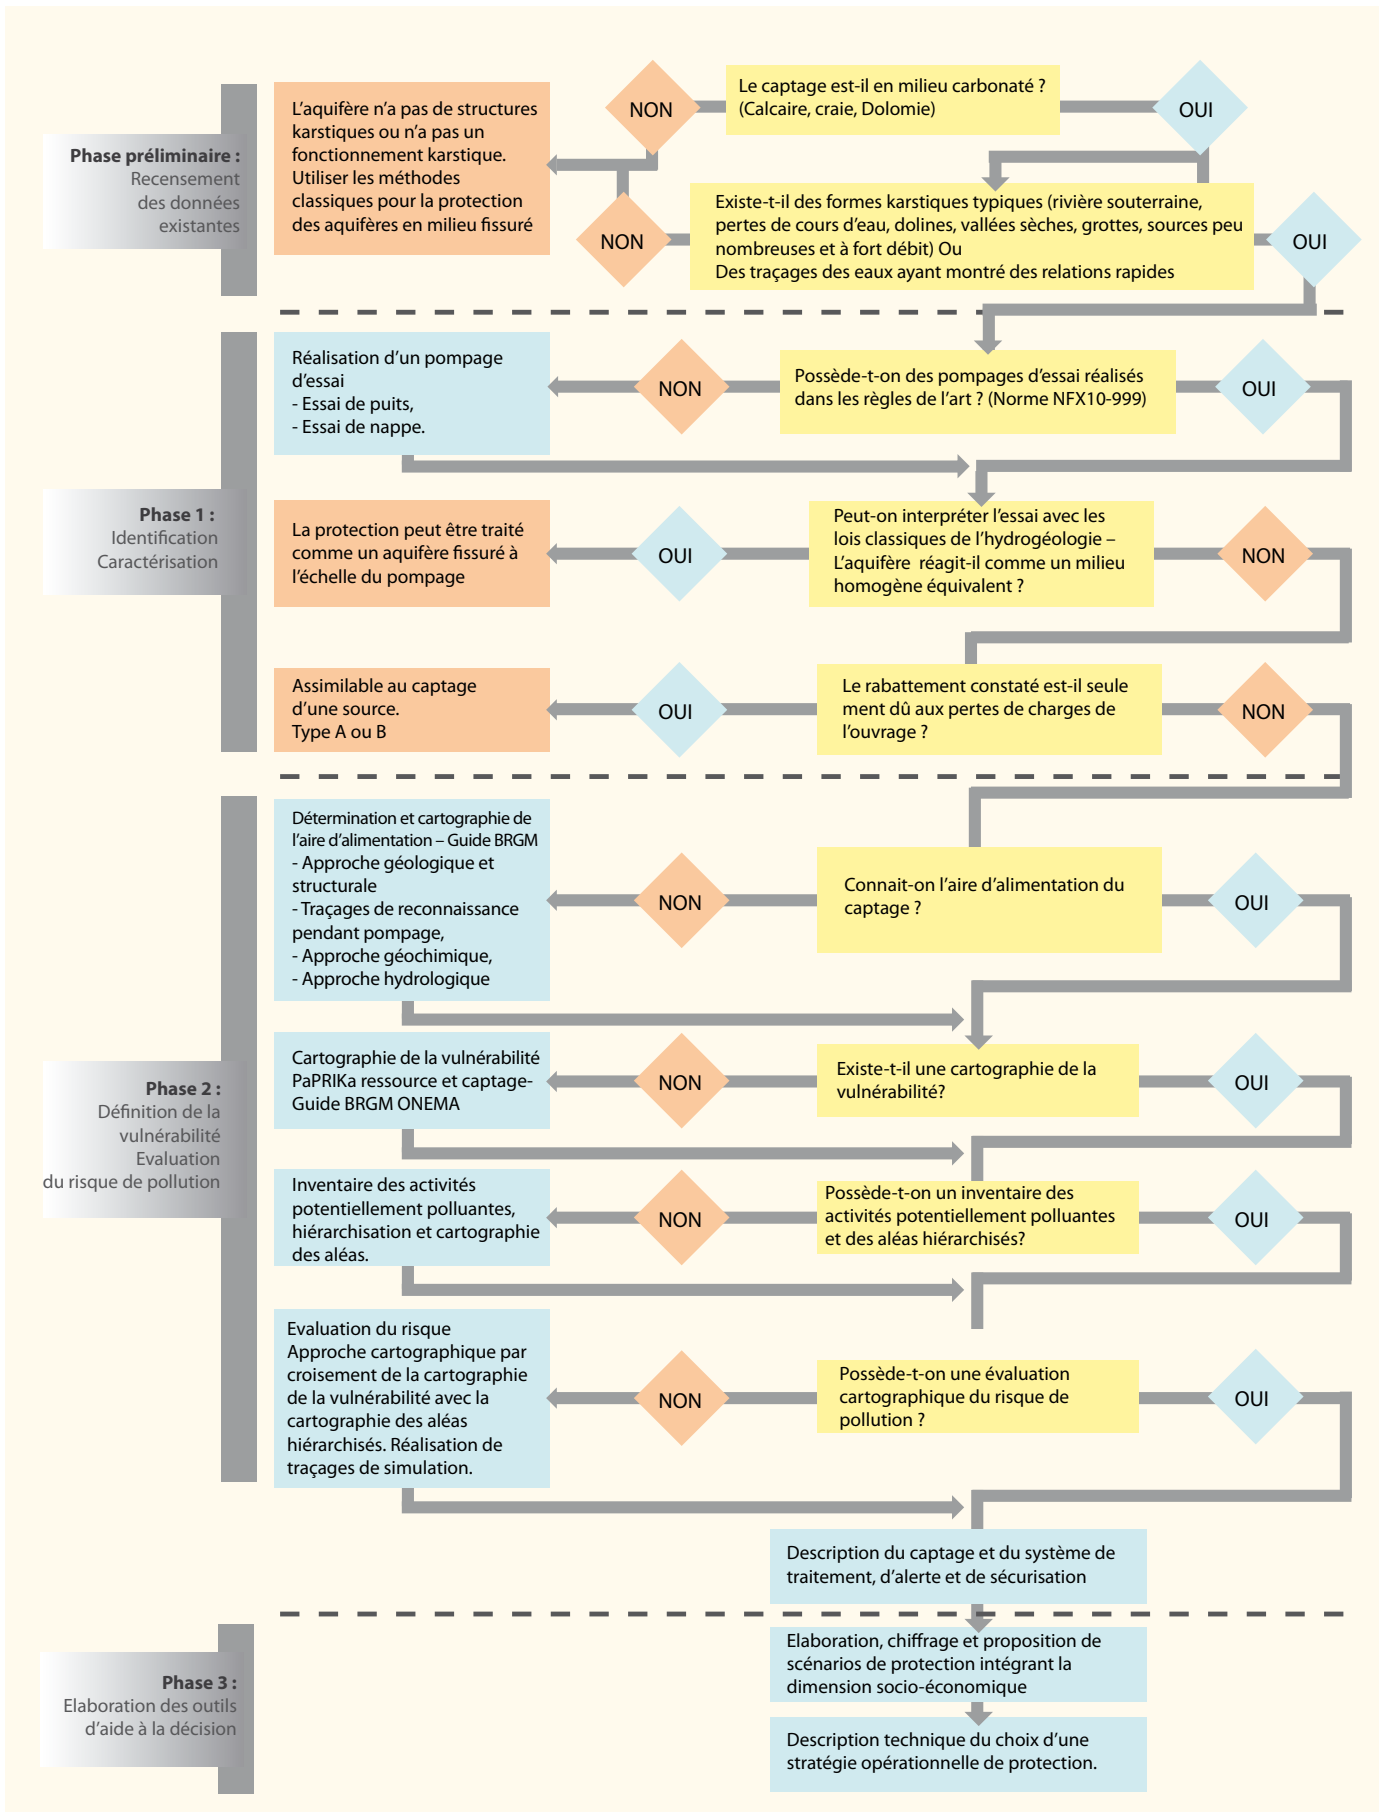 Phase préliminaire :
Recensement
des données
existantes
Le captage est-il en milieu carbonaté ?
(Calcaire, craie, Dolomie)
NON
OUI
L'aquifère n'a pas de structures
karstiques ou n'a pas un
fonctionnement karstique.
Utiliser les méthodes
classiques pour la protection
des aquifères en milieu fissuré
NON
Existe-t-il des formes karstiques typiques (rivière souterraine,
pertes de cours d'eau, dolines, vallées sèches, grottes, sources peu
nombreuses et à fort débit) Ou
Des traçages des eaux ayant montré des relations rapides
OUI
Phase 1 :
Identification
Caractérisation
Réalisation d'un pompage
d'essai
- Essai de puits,
- Essai de nappe.
NON
Possède-t-on des pompages d'essai réalisés
dans les règles de l'art ? (Norme NFX10-999)
OUI
La protection peut être traité
comme un aquifère fissuré à
l'échelle du pompage
OUI
Peut-on interpréter l'essai avec les
lois classiques de l'hydrogéologie –
L'aquifère réagit-il comme un milieu
homogène équivalent ?
NON
Assimilable au captage
d'une source.
Type A ou B
OUI
Le rabattement constaté est-il seule
ment dû aux pertes de charges de
l'ouvrage ?
NON
Phase 2 :
Définition de la
vulnérabilité
Evaluation
du risque de pollution
Détermination et cartographie de
l'aire d'alimentation – Guide BRGM
- Approche géologique et
structurale
- Traçages de reconnaissance
pendant pompage,
- Approche géochimique,
- Approche hydrologique
NON
Connait-on l'aire d'alimentation du
captage ?
OUI
Cartographie de la vulnérabilité
PaPRIKa ressource et captage-
Guide BRGM ONEMA
NON
Existe-t-il une cartographie de la
vulnérabilité?
OUI
Inventaire des activités
potentiellement polluantes,
hiérarchisation et cartographie
des aléas.
NON
Possède-t-on un inventaire des
activités potentiellement polluantes
et des aléas hiérarchisés?
OUI
Evaluation du risque
Approche cartographique par
croisement de la cartographie
de la vulnérabilité avec la
cartographie des aléas
hiérarchisés. Réalisation de
traçages de simulation.
NON
Possède-t-on une évaluation
cartographique du risque de
pollution ?
OUI
Description du captage et du système de
traitement, d'alerte et de sécurisation
Phase 3 :
Elaboration des outils
d'aide à la décision
Elaboration, chiffrage et proposition de
scénarios de protection intégrant la
dimension socio-économique
Description technique du choix d'une
stratégie opérationnelle de protection.